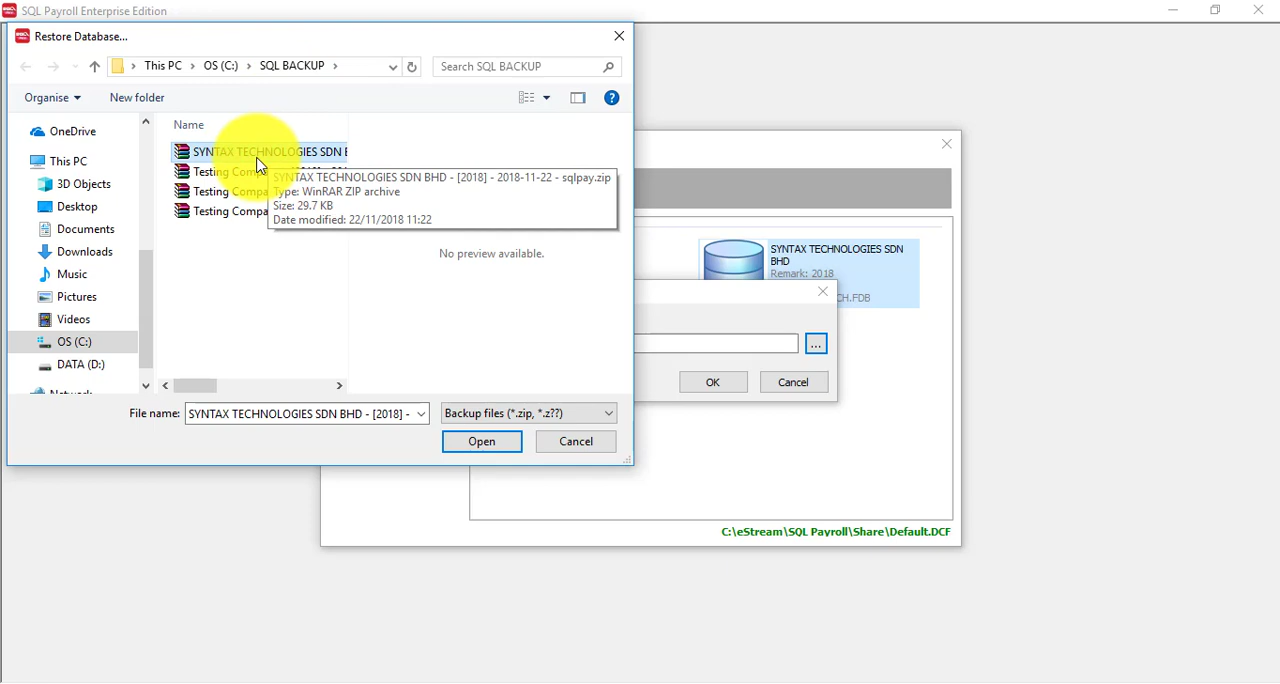 SQL Payroll Enterprise Edition
Restore Database...
This PC > OS (C:) > SQL BACKUP >
Search SQL BACKUP
Organise
New folder
OneDrive
This PC
3D Objects
Desktop
Documents
Downloads
Music
Pictures
Videos
OS (C:)
DATA (D:)
Network
Name
SYNTAX TECHNOLOGIES SDN B
Testing Comp
Testing Compa
Testing Compa
SYNTAX TECHNOLOGIES SDN BHD - [2018] - 2018-11-22 - sqlpay.zip
Type: WinRAR ZIP archive
Size: 29.7 KB
Date modified: 22/11/2018 11:22
No preview available.
File name:
SYNTAX TECHNOLOGIES SDN BHD - [2018] -
Backup files (*.zip, *.z??)
Open
Cancel
SYNTAX TECHNOLOGIES SDN
BHD
Remark: 2018
CH.FDB
...
OK
Cancel
C:\eStream\SQL Payroll\Share\Default.DCF